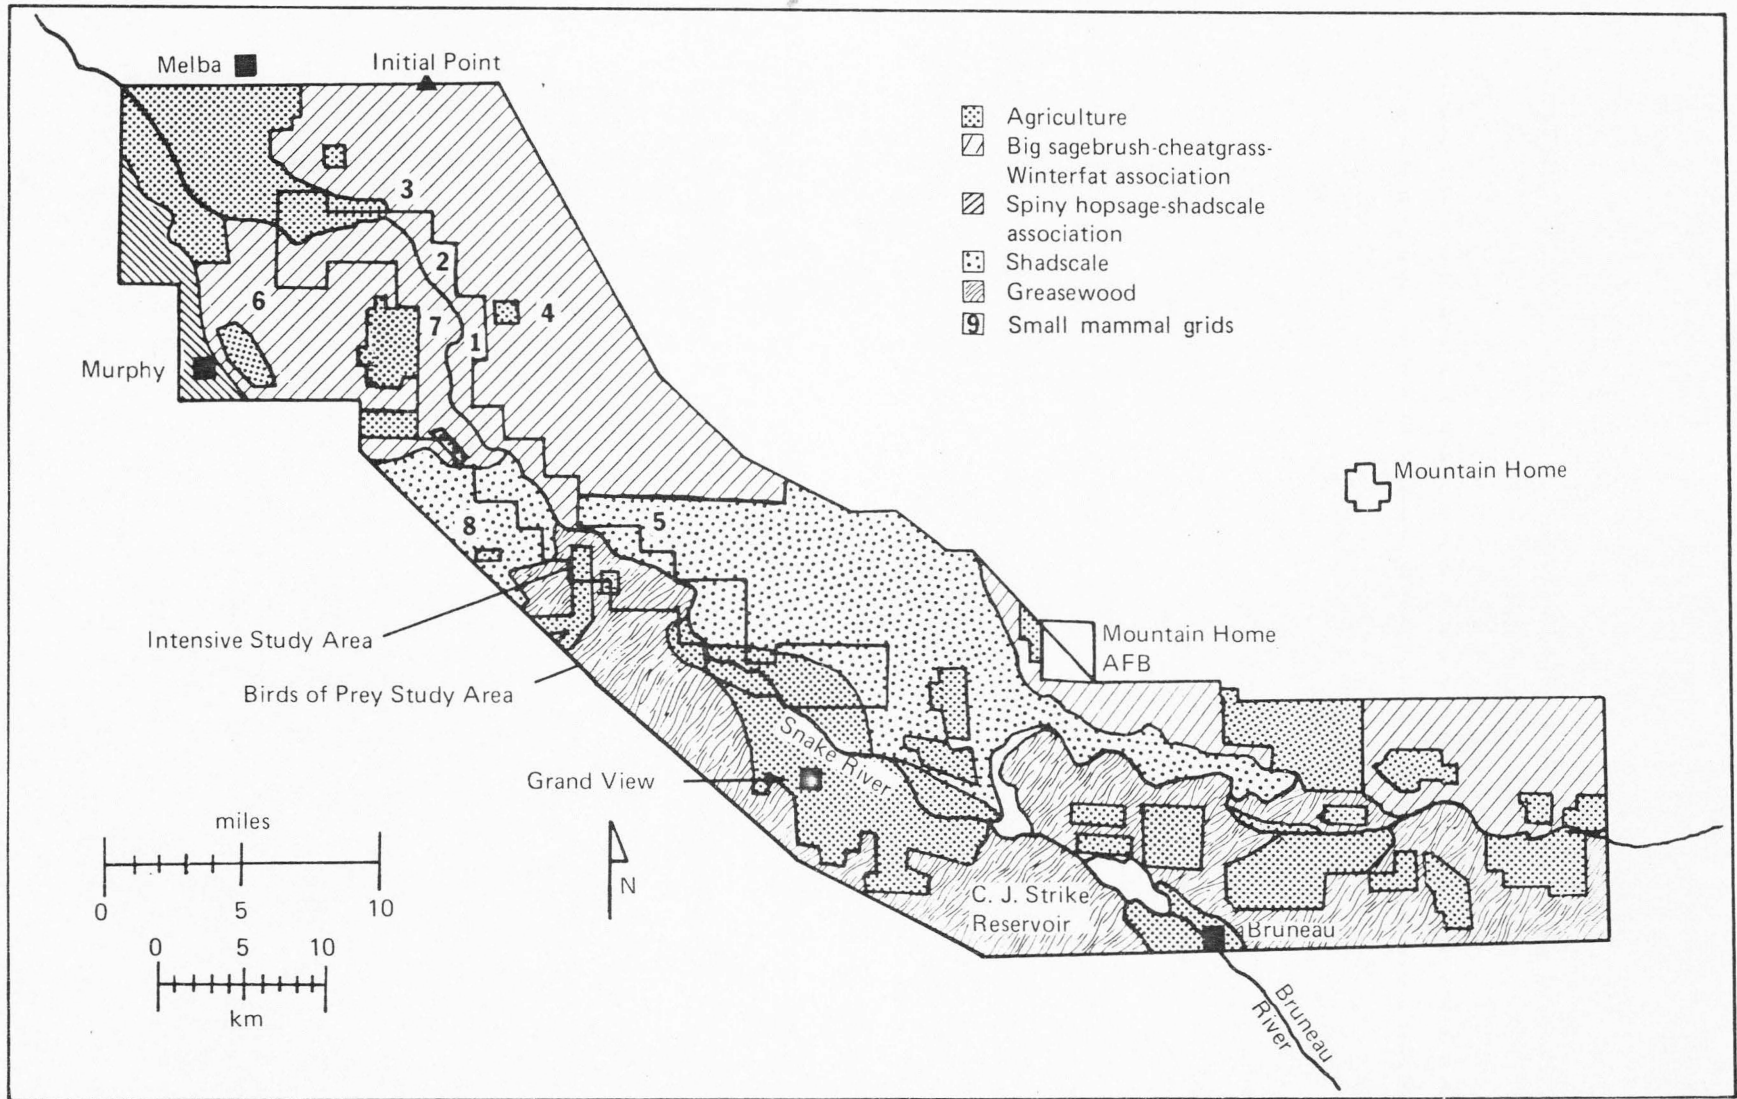 Melba
Initial Point
Agriculture
Big sagebrush-cheatgrass-
Winterfat association
Spiny hopsage-shadscale
association
Shadscale
Greasewood
9 Small mammal grids
3
2
6
4
7
1
Murphy
Mountain Home
5
8
Intensive Study Area
Mountain Home
AFB
Birds of Prey Study Area
Snake River
Grand View
miles
0 5 10
0 5 10
km
N
C. J. Strike
Reservoir
Bruneau
Bruneau
River